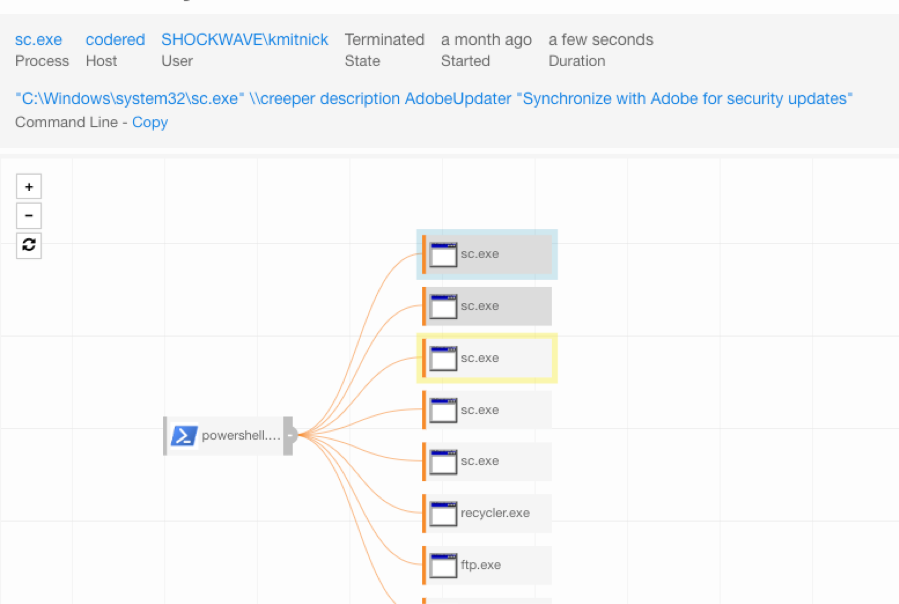 sc.exe codered SHOCKWAVE\kmitnick Terminated a month ago a few seconds
Process Host User State Started Duration
"C:\Windows\system32\sc.exe" \\creeper description AdobeUpdater "Synchronize with Adobe for security updates"
Command Line - Copy
+
−
sc.exe
sc.exe
sc.exe
sc.exe
powershell....
sc.exe
recycler.exe
ftp.exe